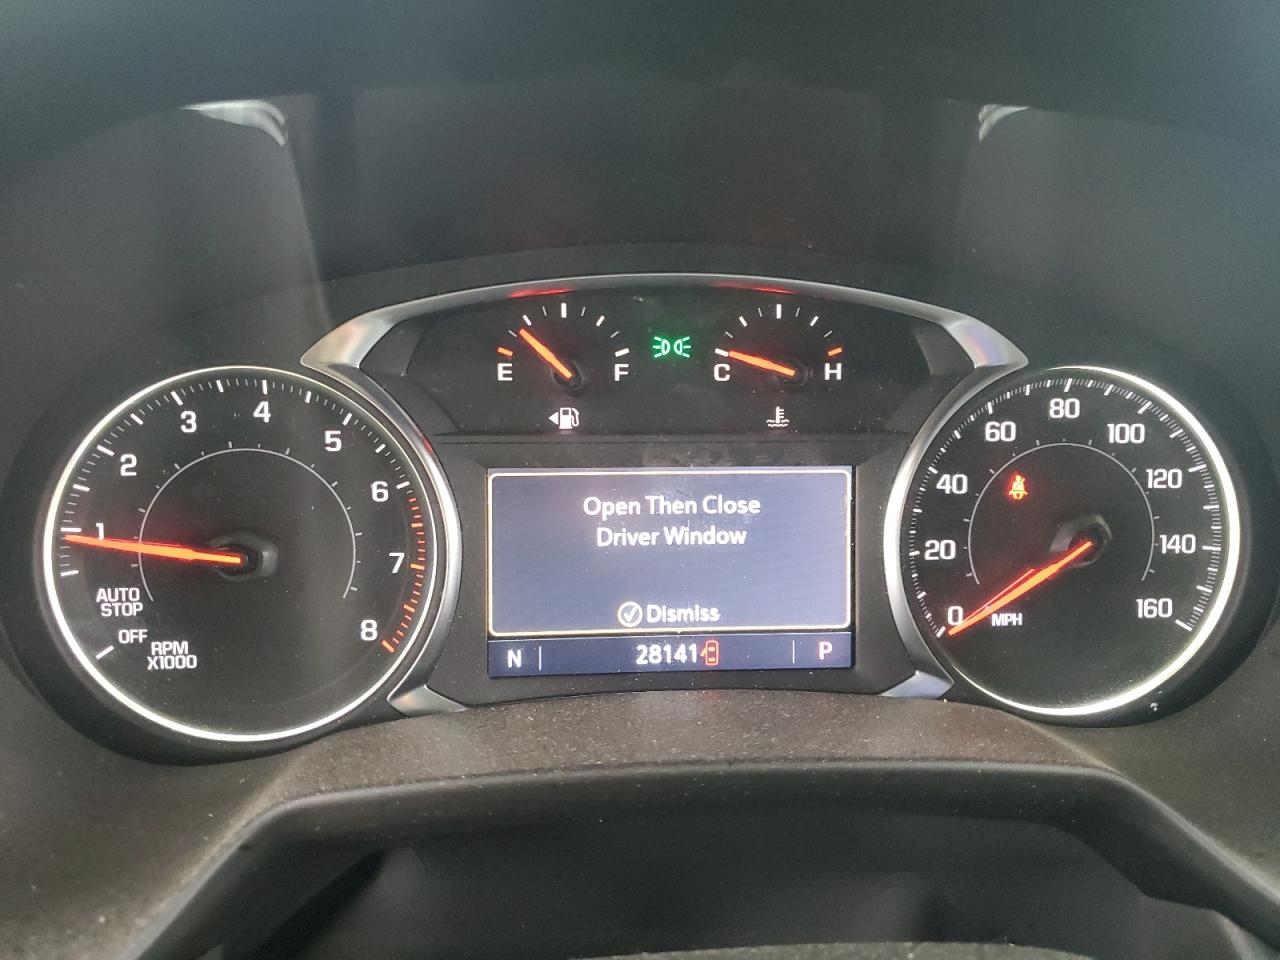 E F
C H
1 2 3 4 5 6 7 8
AUTO
STOP
OFF
RPM
X1000
Open Then Close
Driver Window
Dismiss
N 28141 P
0 20 40 60 80 100 120 140 160
MPH